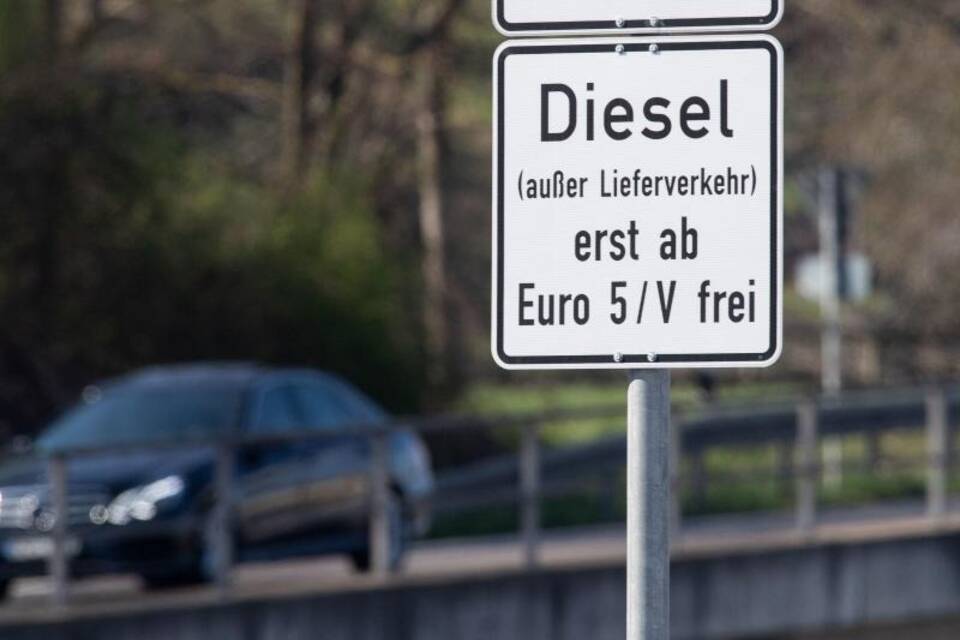 Diesel
(außer Lieferverkehr)
erst ab
Euro 5/V frei